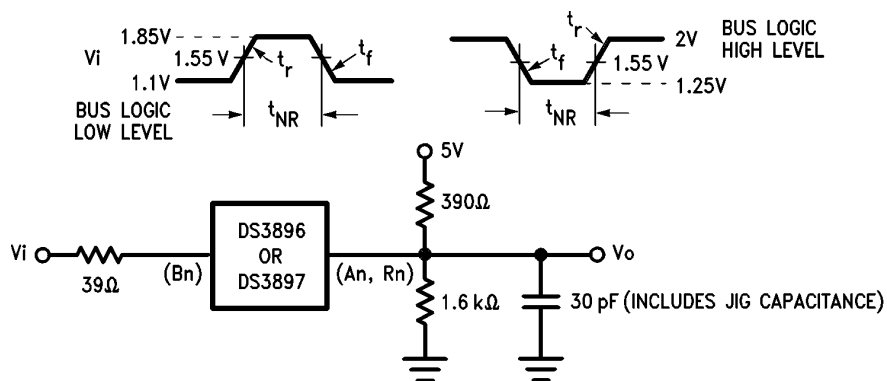 1.85V
Vi
1.55 V
tr
tf
1.1V
BUS LOGIC
LOW LEVEL
tNR
tr
2V
BUS LOGIC
HIGH LEVEL
tf
1.55 V
1.25V
tNR
5V
390Ω
Vi
39Ω
(Bn)
DS3896
OR
DS3897
(An, Rn)
Vo
1.6 kΩ
30 pF (INCLUDES JIG CAPACITANCE)